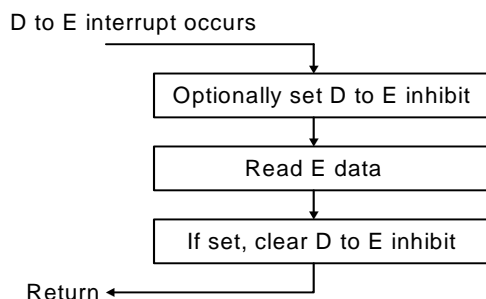 D to E interrupt occurs
Optionally set D to E inhibit
Read E data
If set, clear D to E inhibit
Return